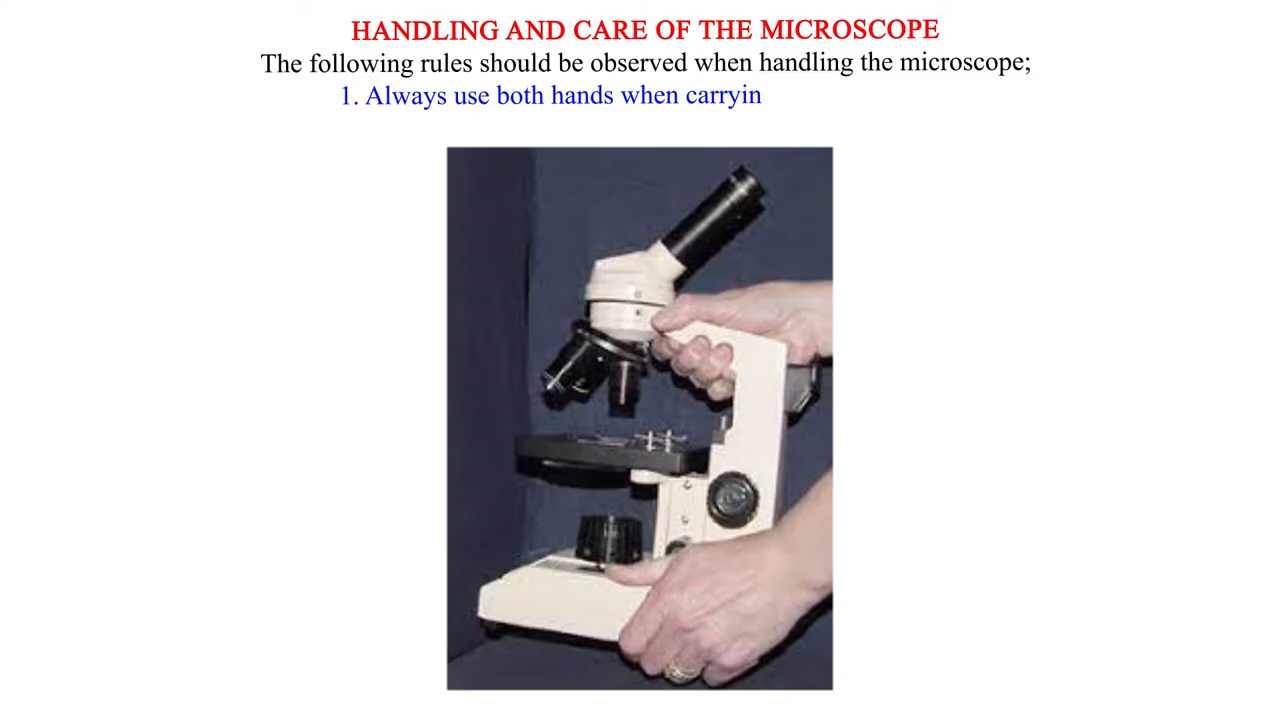 HANDLING AND CARE OF THE MICROSCOPE
The following rules should be observed when handling the microscope;
1. Always use both hands when carryin